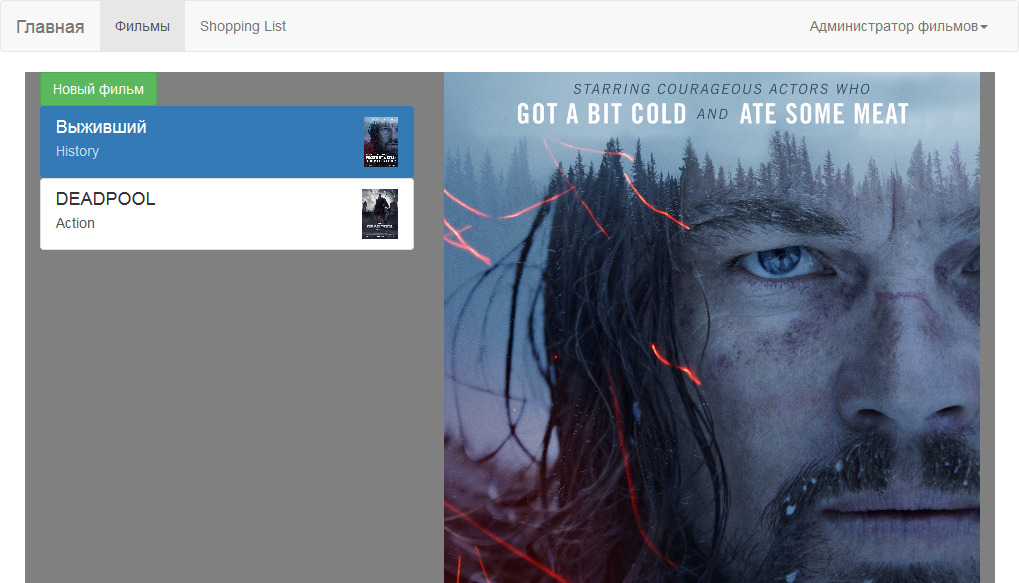 Главная Фильмы Shopping List Администратор фильмов
Новый фильм
Выживший
History
DEADPOOL
Action
STARRING COURAGEOUS ACTORS WHO
GOT A BIT COLD AND ATE SOME MEAT